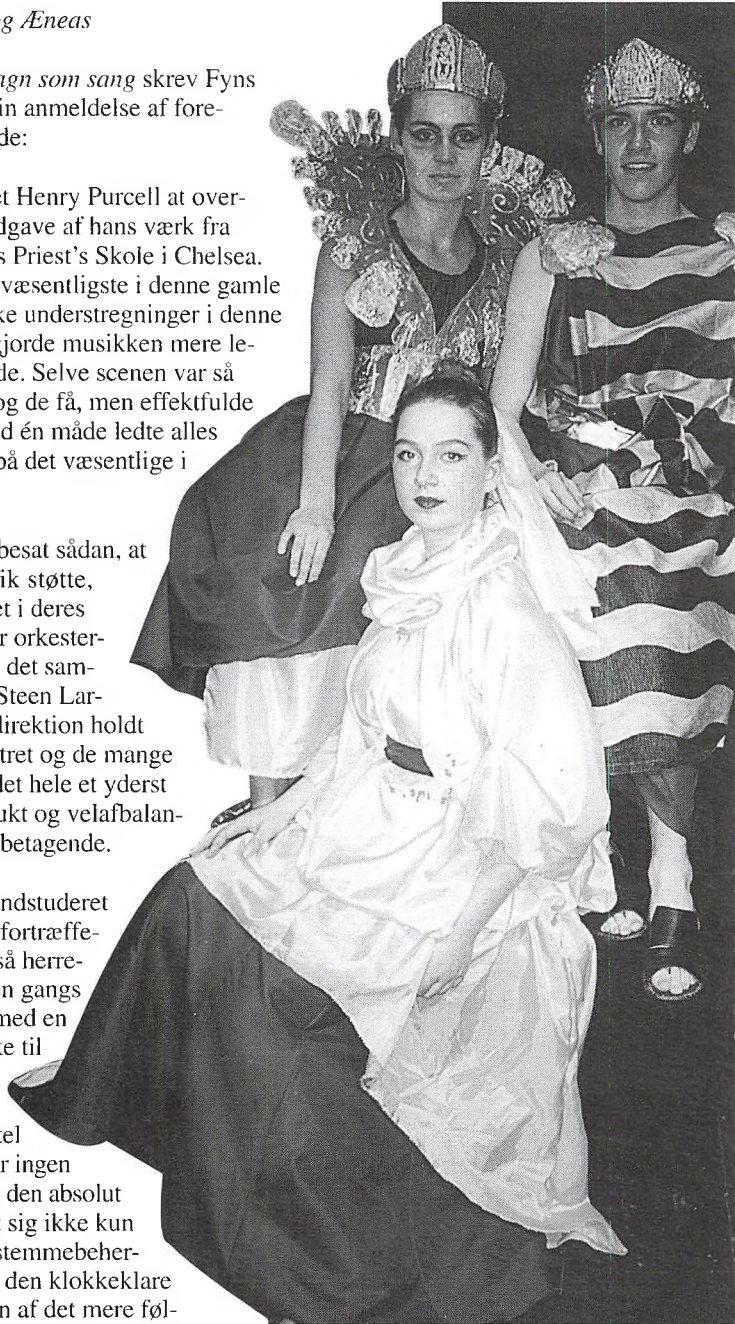 og Æneas
agn som sang skrev Fyns
in anmeldelse af fore-
de:
et Henry Purcell at over-
dgave af hans værk fra
s Priest's Skole i Chelsea.
væsentligste i denne gamle
ke understregninger i denne
gjorde musikken mere le-
de. Selve scenen var så
og de få, men effektfulde
d én måde ledte alles
på det væsentlige i
besat sådan, at
ik støtte,
et i deres
r orkester-
det sam-
Steen Lar-
direktion holdt
tret og de mange
det hele et yderst
ukt og velafbalan-
betagende.
ndstuderet
fortræffe-
så herre-
en gangs
med en
ke til
tel
r ingen
den absolut
t sig ikke kun
stemmebeher-
den klokkeklare
n af det mere føl-